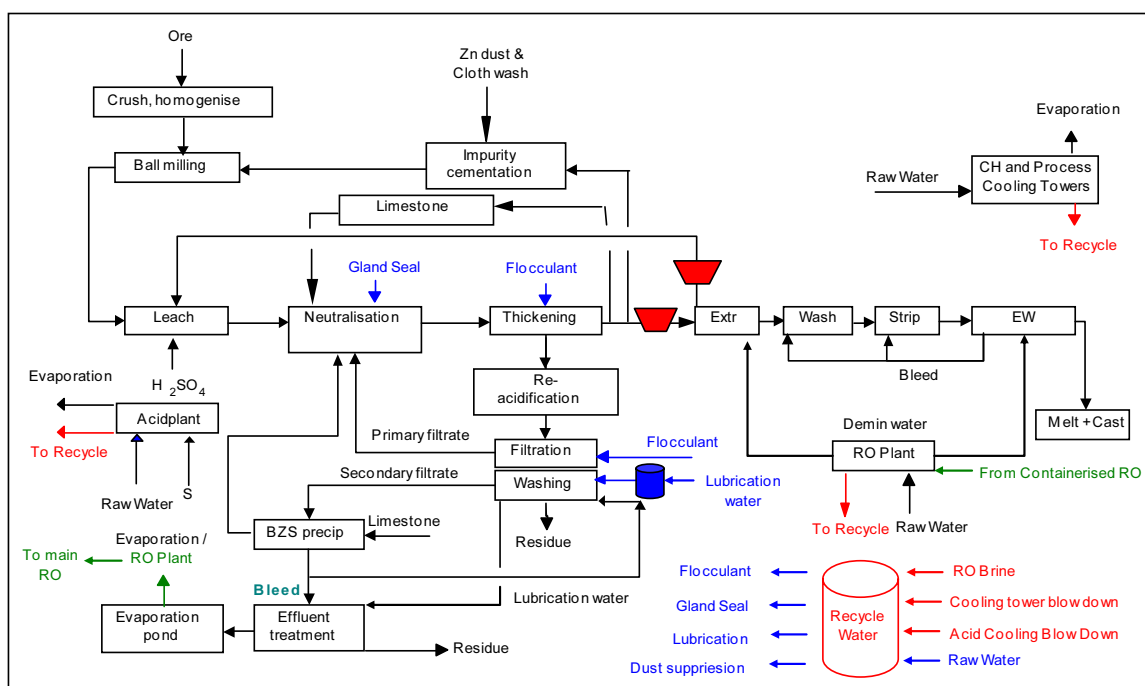 Ore
Zn dust &
Cloth wash
Crush, homogenise
Evaporation
Ball milling
Impurity
cementation
CH and Process
Cooling Towers
Raw Water
Limestone
To Recycle
Gland Seal
Flocculant
Leach
Neutralisation
Thickening
Extr
Wash
Strip
EW
Bleed
Evaporation
H 2SO4
Re-
acidification
Acidplant
Melt +Cast
Demin water
To Recycle
Primary filtrate
Filtration
Flocculant
RO Plant
From Containerised RO
Secondary filtrate
Washing
Lubrication
water
Raw Water
S
To Recycle
Raw Water
BZS precip
Limestone
Residue
Evaporation /
RO Plant
To main
RO
Bleed
Lubrication water
Flocculant
RO Brine
Evaporation
pond
Effluent
treatment
Gland Seal
Recycle
Water
Cooling tower blow down
Residue
Lubrication
Acid Cooling Blow Down
Dust suppriesion
Raw Water